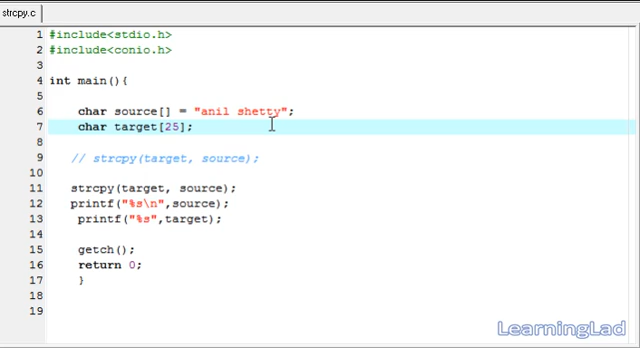 strcpy.c
1 #include<stdio.h>
2 #include<conio.h>
3
4 int main(){
5
6 char source[] = "anil shetty";
7 char target[25];
8
9 // strcpy(target, source);
10
11 strcpy(target, source);
12 printf("%s\n",source);
13 printf("%s",target);
14
15 getch();
16 return 0;
17 }
18
19
LearningLad